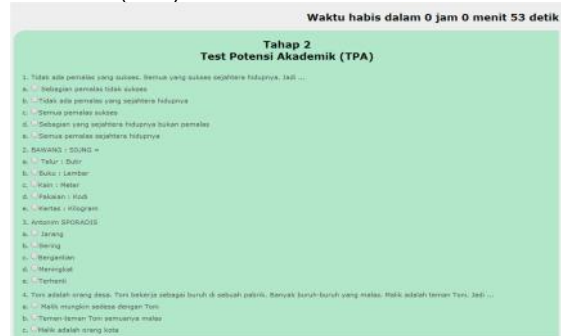 Waktu habis dalam 0 jam 0 menit 53 detik
Tahap 2
Test Potensi Akademik (TPA)
1. Tidak ada pemalas yang sukses. Semua yang sukses sejahtera hidupnya. Jadi ...
a. Sebagian pemalas tidak sukses
b. Tidak ada pemalas yang sejahtera hidupnya
c. Semua pemalas sukses
d. Sebagian yang sejahtera hidupnya bukan pemalas
e. Semua pemalas sejahtera hidupnya
2. BAWANG : SIUNG =
a. Telur : Butir
b. Buku : Lembar
c. Kain : Meter
d. Pakaian : Kodi
e. Kertas : Kilogram
3. Antonim SPORADIS
a. Jarang
b. Sering
c. Bergantian
d. Meningkat
e. Terhenti
4. Toni adalah orang desa. Toni bekerja sebagai buruh di sebuah pabrik. Banyak buruh-buruh yang malas. Malik adalah teman Toni. Jadi ...
a. Malik mungkin sedesa dengan Toni
b. Teman-teman Toni semuanya malas
c. Malik adalah orang kota